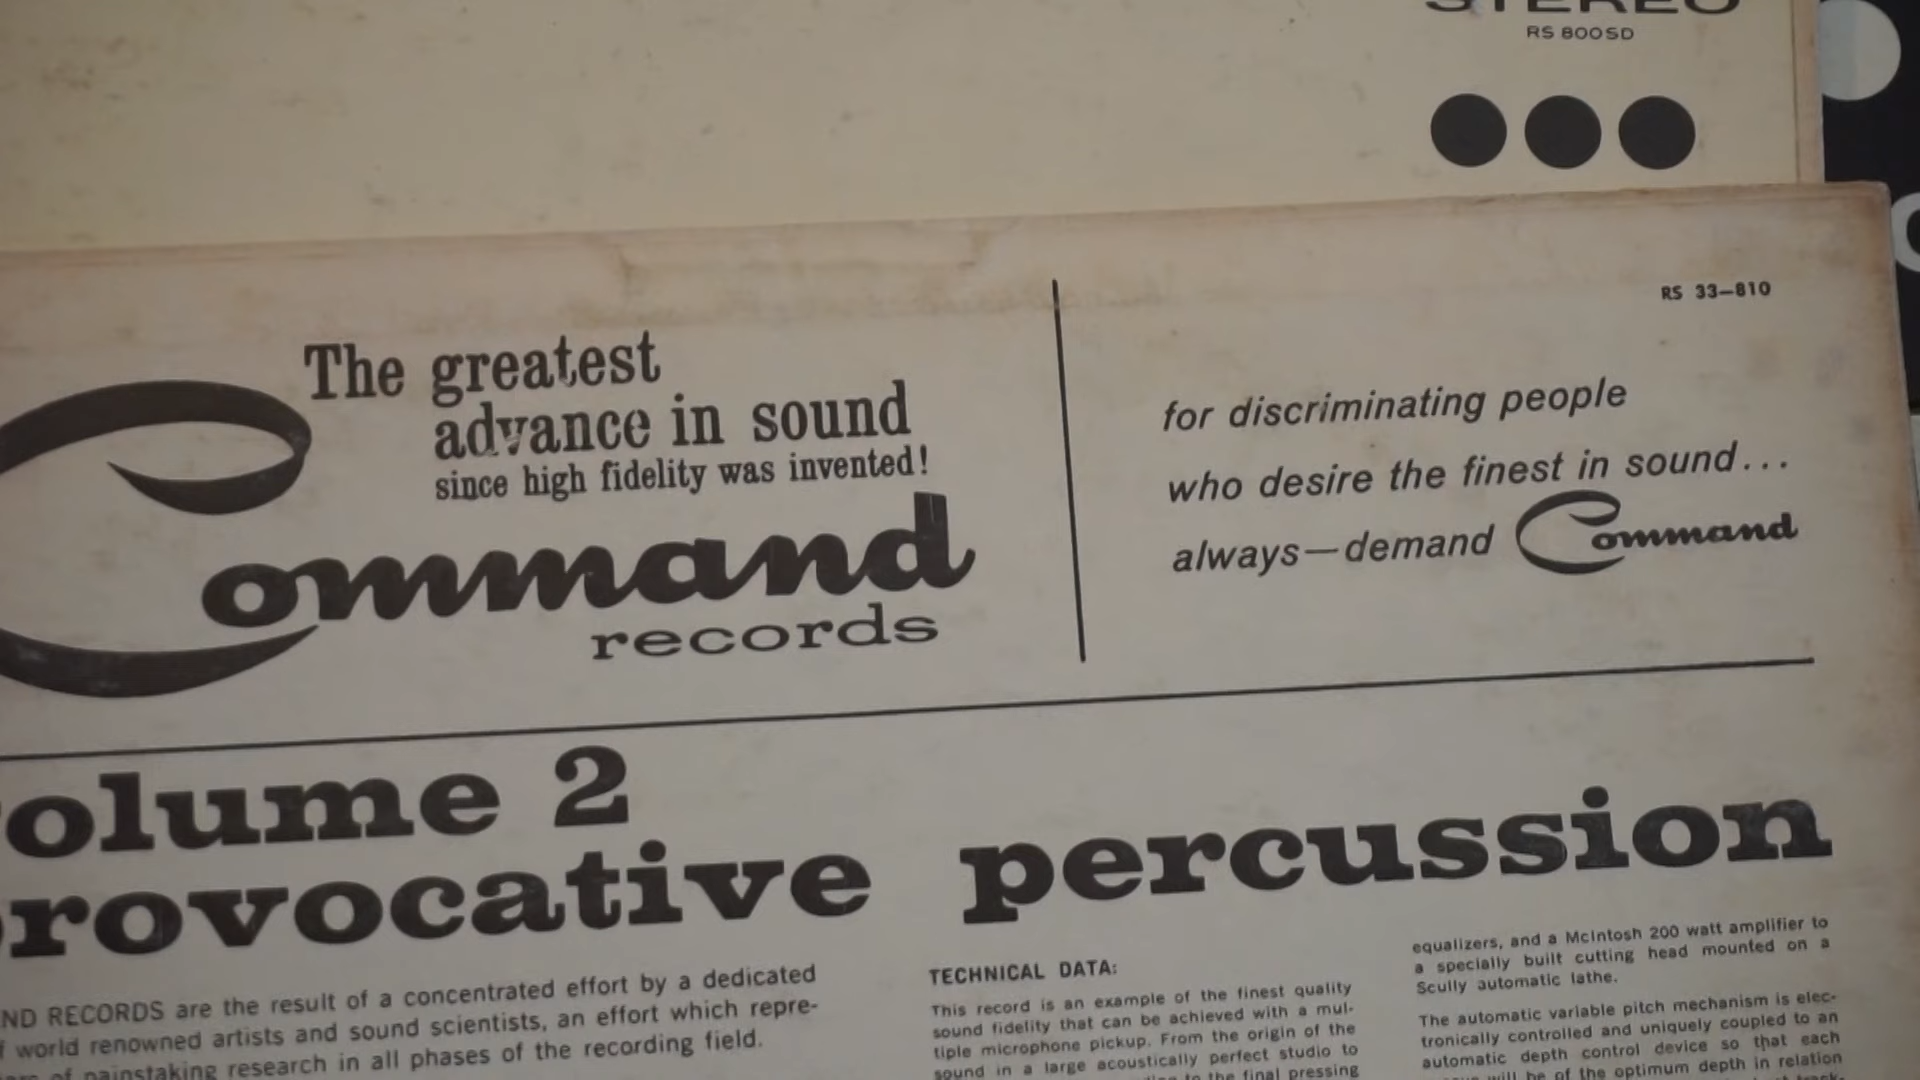 STEREO
RS 800SD
RS 33–810
The greatest
advance in sound
since high fidelity was invented!
Command
records
for discriminating people
who desire the finest in sound...
always—demand Command
olume 2
rovocative percussion
ND RECORDS are the result of a concentrated effort by a dedicated
f world renowned artists and sound scientists, an effort which repre-
of painstaking research in all phases of the recording field.
TECHNICAL DATA:
This record is an example of the finest quality
sound fidelity that can be achieved with a mul-
tiple microphone pickup. From the origin of the
sound in a large acoustically perfect studio to
to the final pressing
equalizers, and a McIntosh 200 watt amplifier to
a specially built cutting head mounted on a
Scully automatic lathe.
The automatic variable pitch mechanism is elec-
tronically controlled and uniquely coupled to an
automatic depth control device so that each
will be of the optimum depth in relation